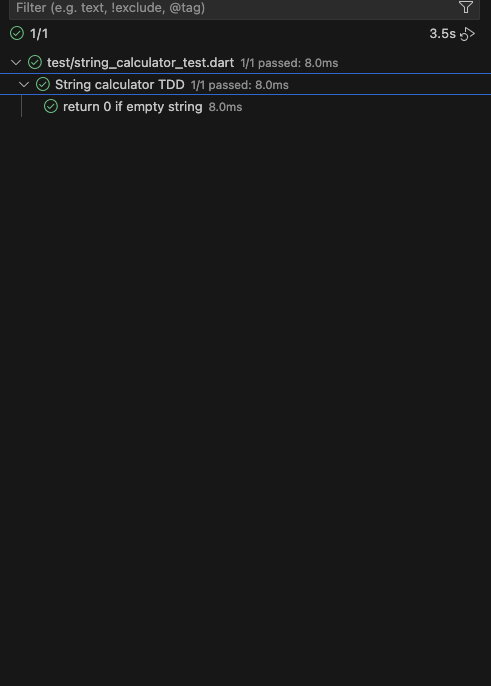 Filter (e.g. text, !exclude, @tag)
1/1 3.5s
test/string_calculator_test.dart 1/1 passed: 8.0ms
String calculator TDD 1/1 passed: 8.0ms
return 0 if empty string 8.0ms